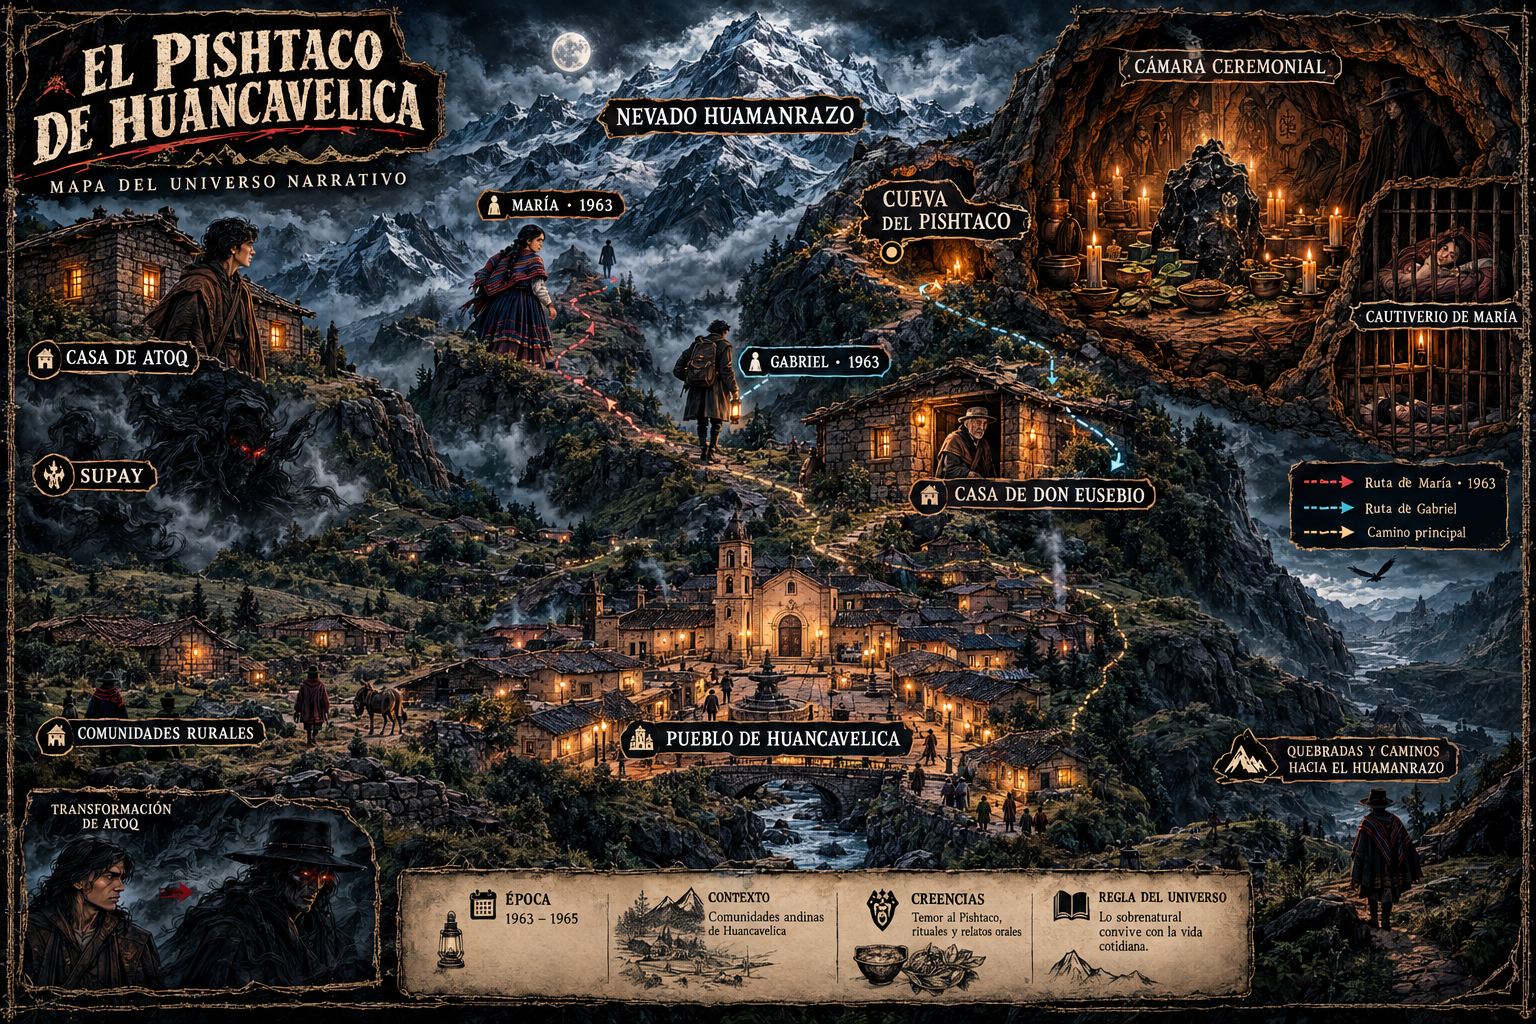 EL PISHTACO
DE HUANCAVELICA
MAPA DEL UNIVERSO NARRATIVO
NEVADO HUAMANRAZO
CÁMARA CEREMONIAL
MARÍA • 1963
CUEVA
DEL PISHTACO
CAUTIVERIO DE MARÍA
CASA DE ATOQ
GABRIEL • 1963
SUPAY
CASA DE DON EUSEBIO
Ruta de María • 1963
Ruta de Gabriel
Camino principal
COMUNIDADES RURALES
PUEBLO DE HUANCAVELICA
QUEBRADAS Y CAMINOS
HACIA EL HUAMANRAZO
TRANSFORMACIÓN
DE ATOQ
ÉPOCA
1963 – 1965
CONTEXTO
Comunidades andinas
de Huancavelica
CREENCIAS
Temor al Pishtaco,
rituales y relatos orales
REGLA DEL UNIVERSO
Lo sobrenatural
convive con la vida
cotidiana.